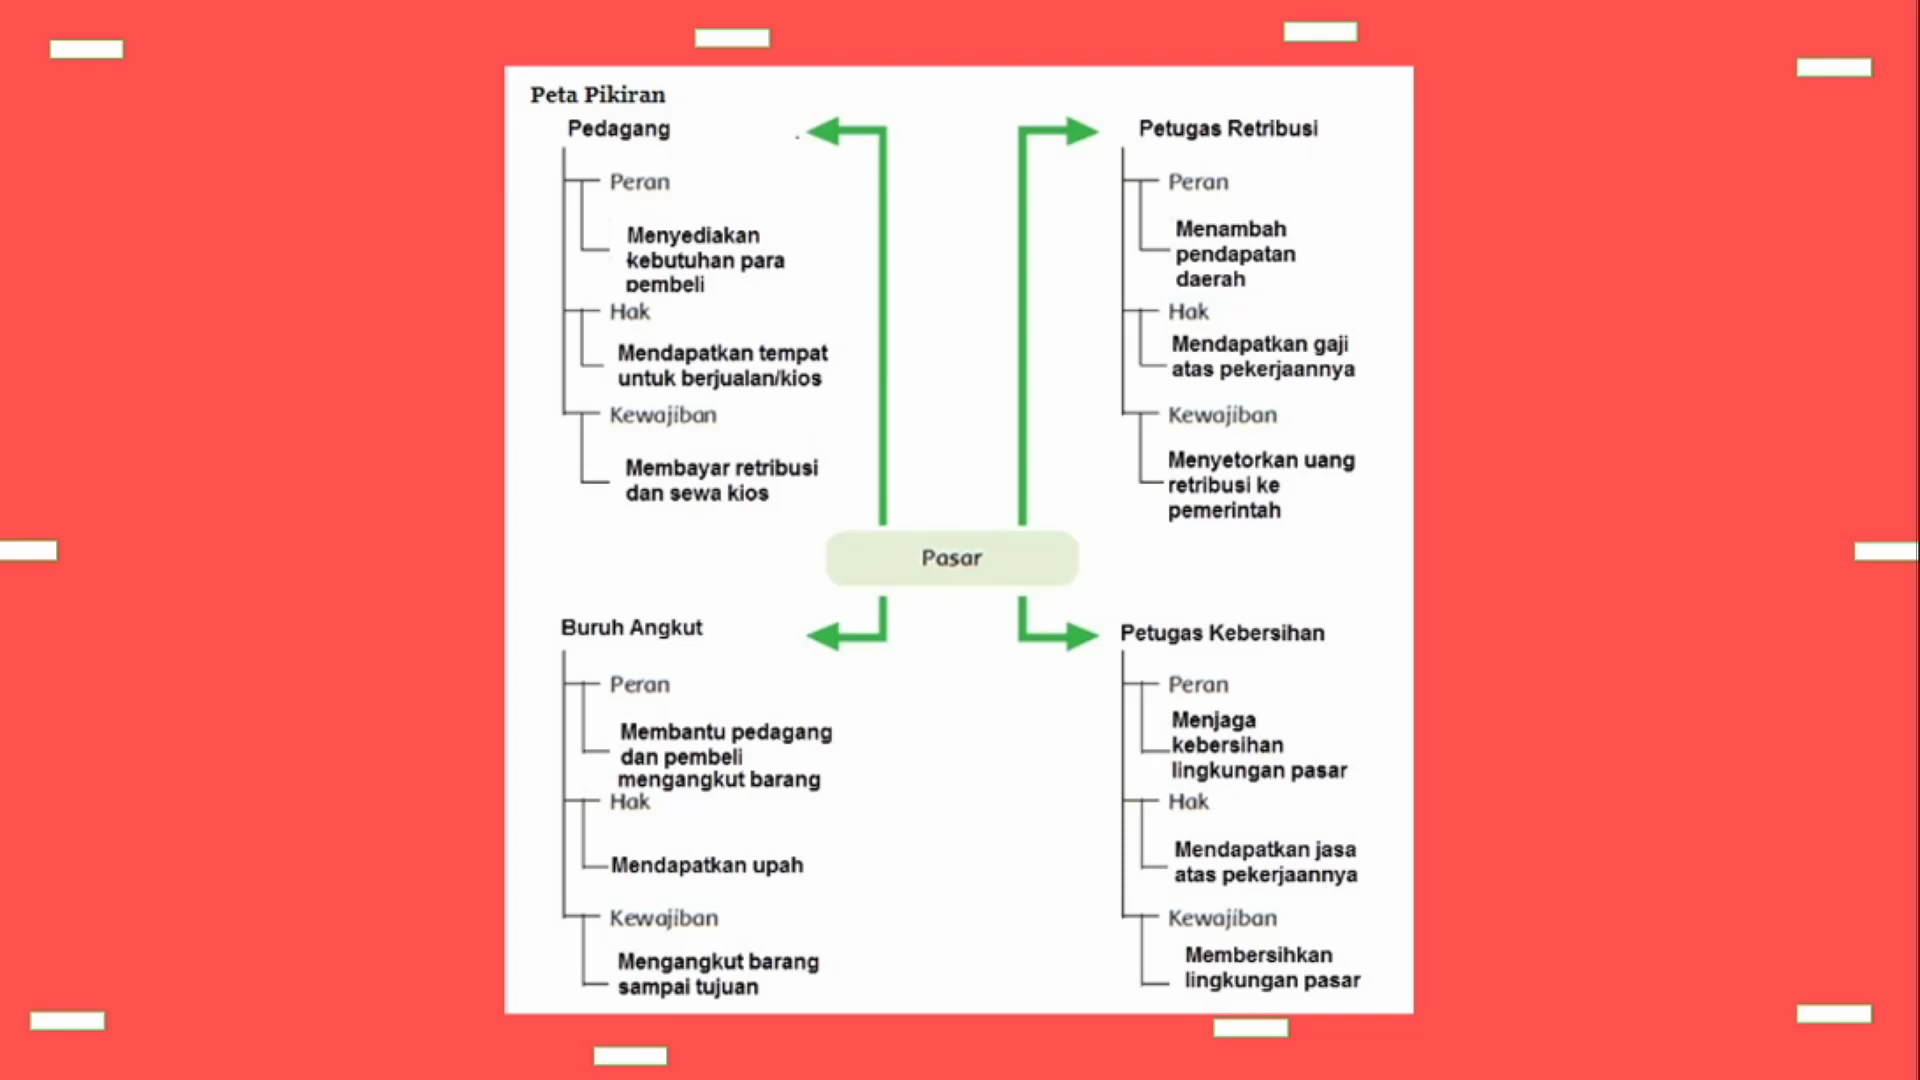 Peta Pikiran
Pedagang
Peran
Menyediakan
kebutuhan para
pembeli
Hak
Mendapatkan tempat
untuk berjualan/kios
Kewajiban
Membayar retribusi
dan sewa kios
Petugas Retribusi
Peran
Menambah
pendapatan
daerah
Hak
Mendapatkan gaji
atas pekerjaannya
Kewajiban
Menyetorkan uang
retribusi ke
pemerintah
Pasar
Buruh Angkut
Peran
Membantu pedagang
dan pembeli
mengangkut barang
Hak
Mendapatkan upah
Kewajiban
Mengangkut barang
sampai tujuan
Petugas Kebersihan
Peran
Menjaga
kebersihan
lingkungan pasar
Hak
Mendapatkan jasa
atas pekerjaannya
Kewajiban
Membersihkan
lingkungan pasar